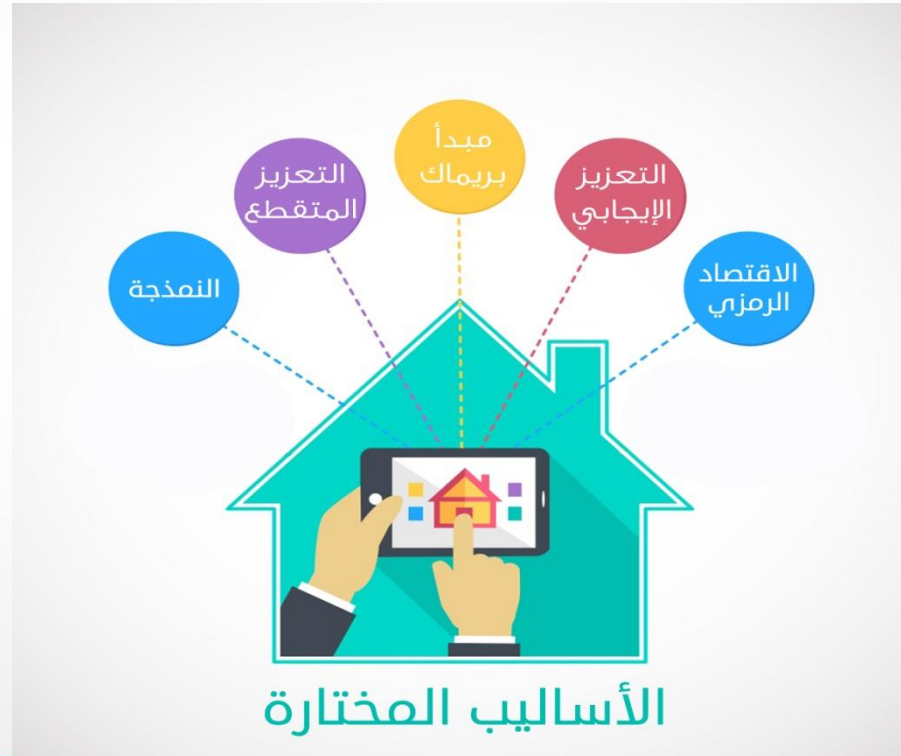 مبدأ
بريماك
التعزيز
الإيجابي
التعزيز
المتقطع
الاقتصاد
الرمزي
النمذجة
الأساليب المختارة